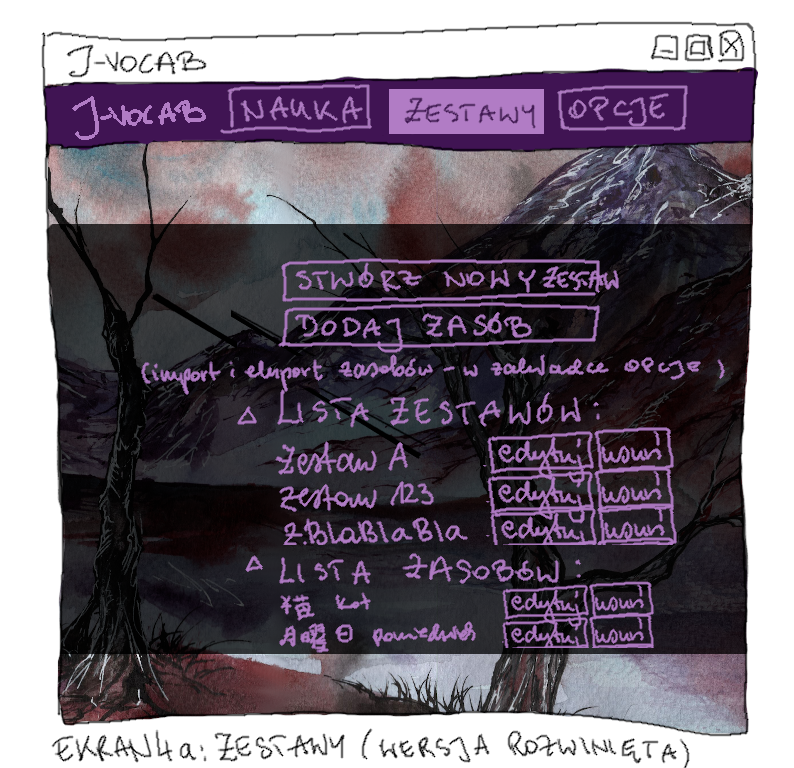 J-VOCAB
J-VOCAB NAUKA ZESTAWY OPCJE
STWÓRZ NOWY ZESTAW
DODAJ ZASÓB
(import i eksport zasobów - w zakładce OPCJE)
△ LISTA ZESTAWÓW:
Zestaw A edytuj usuń
Zestaw 123 edytuj usuń
Z.BlaBlaBla edytuj usuń
△ LISTA ZASOBÓW:
猫 kot edytuj usuń
月曜日 poniedziałek edytuj usuń
EKRAN 4a: ZESTAWY (WERSJA ROZWINIĘTA)